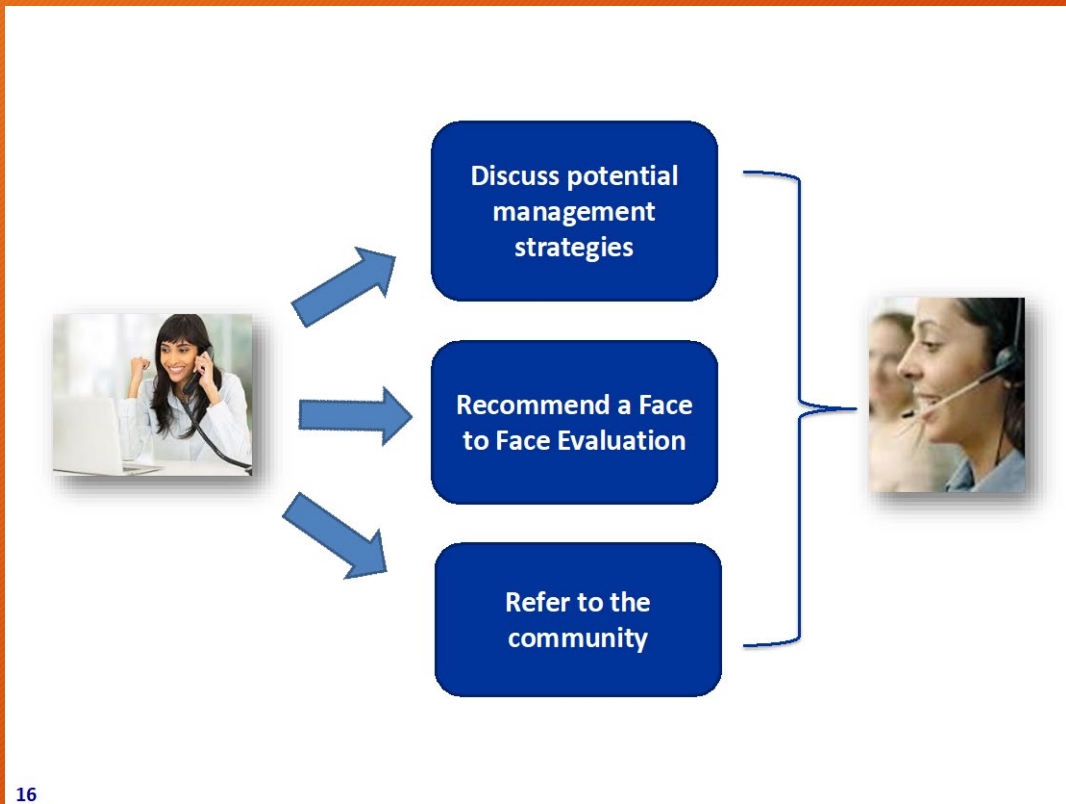 Discuss potential
management
strategies
Recommend a Face
to Face Evaluation
Refer to the
community
16